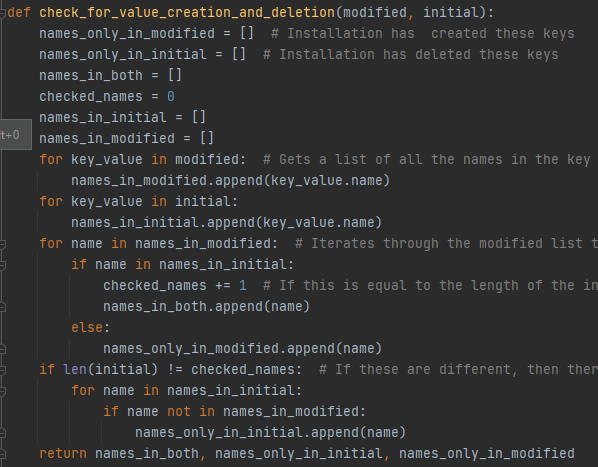 def check_for_value_creation_and_deletion(modified, initial):
    names_only_in_modified = []  # Installation has  created these keys
    names_only_in_initial = []  # Installation has deleted these keys
    names_in_both = []
    checked_names = 0
    names_in_initial = []
lt+0
    names_in_modified = []
    for key_value in modified:  # Gets a list of all the names in the key
        names_in_modified.append(key_value.name)
    for key_value in initial:
        names_in_initial.append(key_value.name)
    for name in names_in_modified:  # Iterates through the modified list t
        if name in names_in_initial:
            checked_names += 1  # If this is equal to the length of the in
            names_in_both.append(name)
        else:
            names_only_in_modified.append(name)
    if len(initial) != checked_names:  # If these are different, then ther
        for name in names_in_initial:
            if name not in names_in_modified:
                names_only_in_initial.append(name)
    return names_in_both, names_only_in_initial, names_only_in_modified